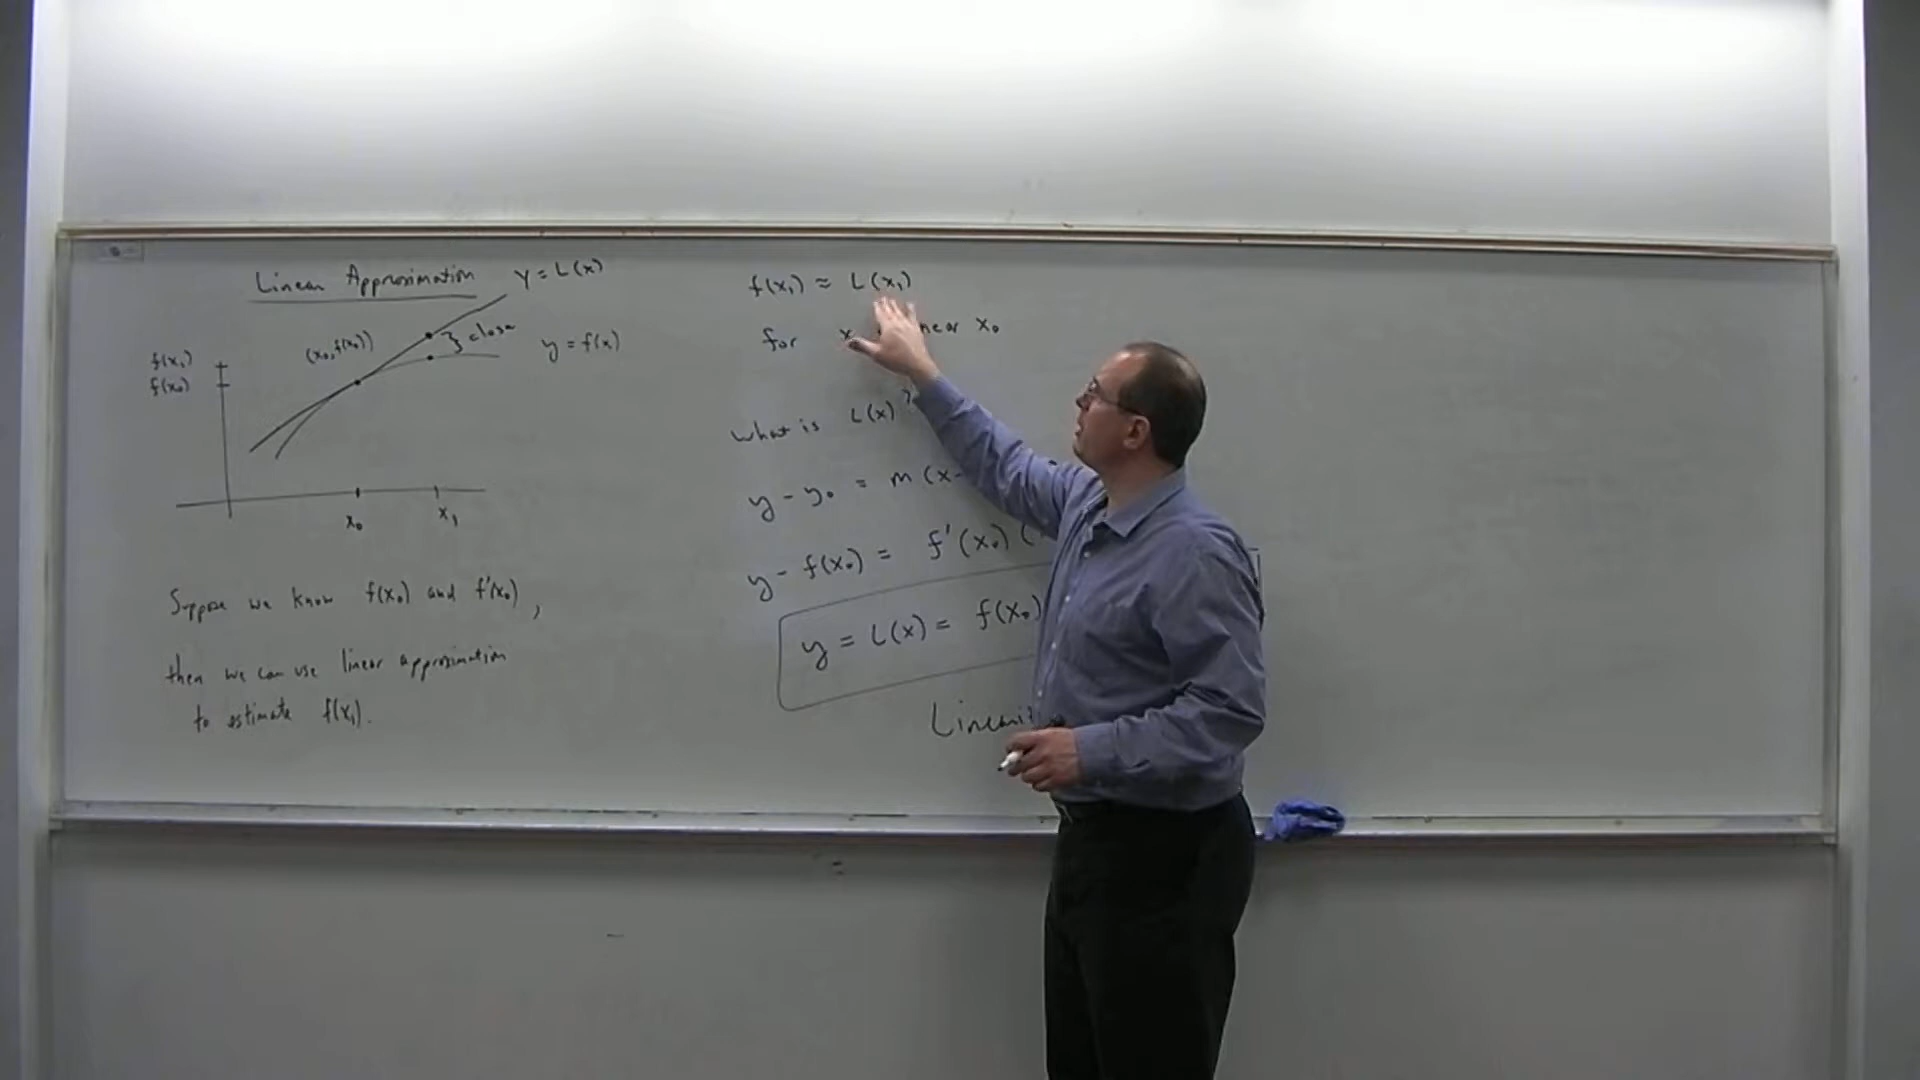 Linear Approximation
y = L(x)
} close
(x₀, f(x₀))
y = f(x)
f(x₁)
f(x₀)
x₀
x₁
Suppose we know f(x₀) and f'(x₀),
then we can use linear approximation
to estimate f(x₁).
f(x₁) ≈ L(x₁)
for x near x₀
What is L(x)?
y - y₀ = m(x-
y - f(x₀) = f'(x₀)(
y = L(x) = f(x₀)
Lineari